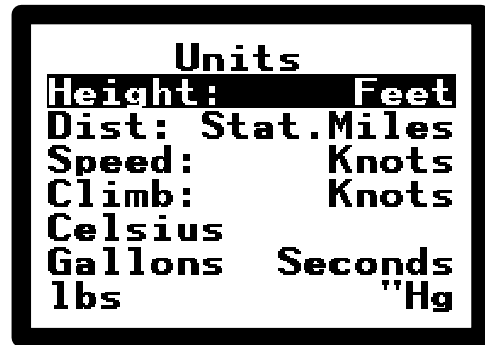 Units
Height: Feet
Dist: Stat.Miles
Speed: Knots
Climb: Knots
Celsius
Gallons Seconds
lbs "Hg